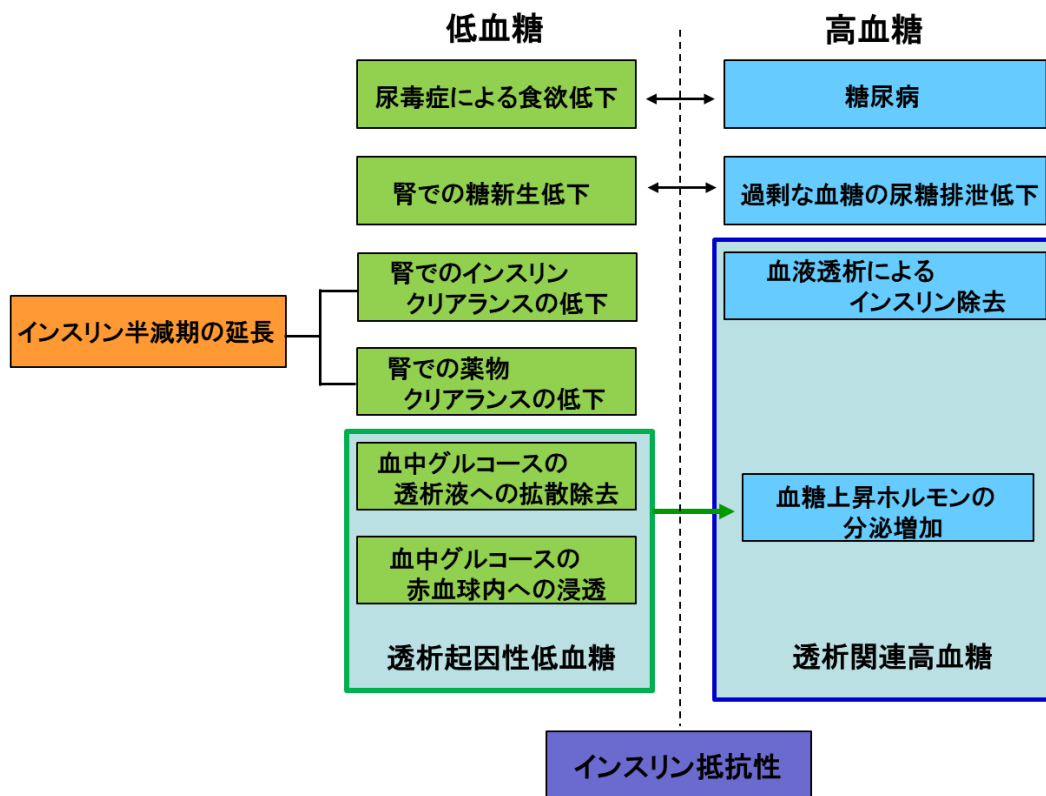 低血糖
高血糖
尿毒症による食欲低下
糖尿病
腎での糖新生低下
過剰な血糖の尿糖排泄低下
腎でのインスリン
クリアランスの低下
血液透析による
インスリン除去
インスリン半減期の延長
腎での薬物
クリアランスの低下
血中グルコースの
透析液への拡散除去
血糖上昇ホルモンの
分泌増加
血中グルコースの
赤血球内への浸透
透析起因性低血糖
透析関連高血糖
インスリン抵抗性